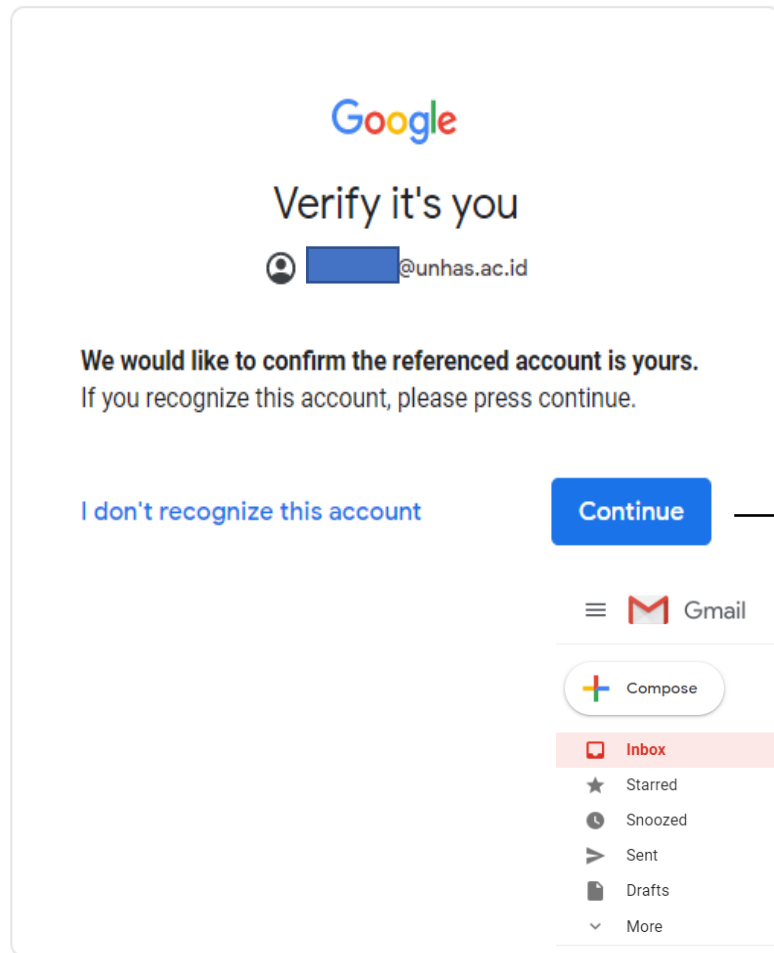 Google
Verify it's you
@unhas.ac.id
We would like to confirm the referenced account is yours.
If you recognize this account, please press continue.
I don't recognize this account
Continue
Gmail
Compose
Inbox
Starred
Snoozed
Sent
Drafts
More